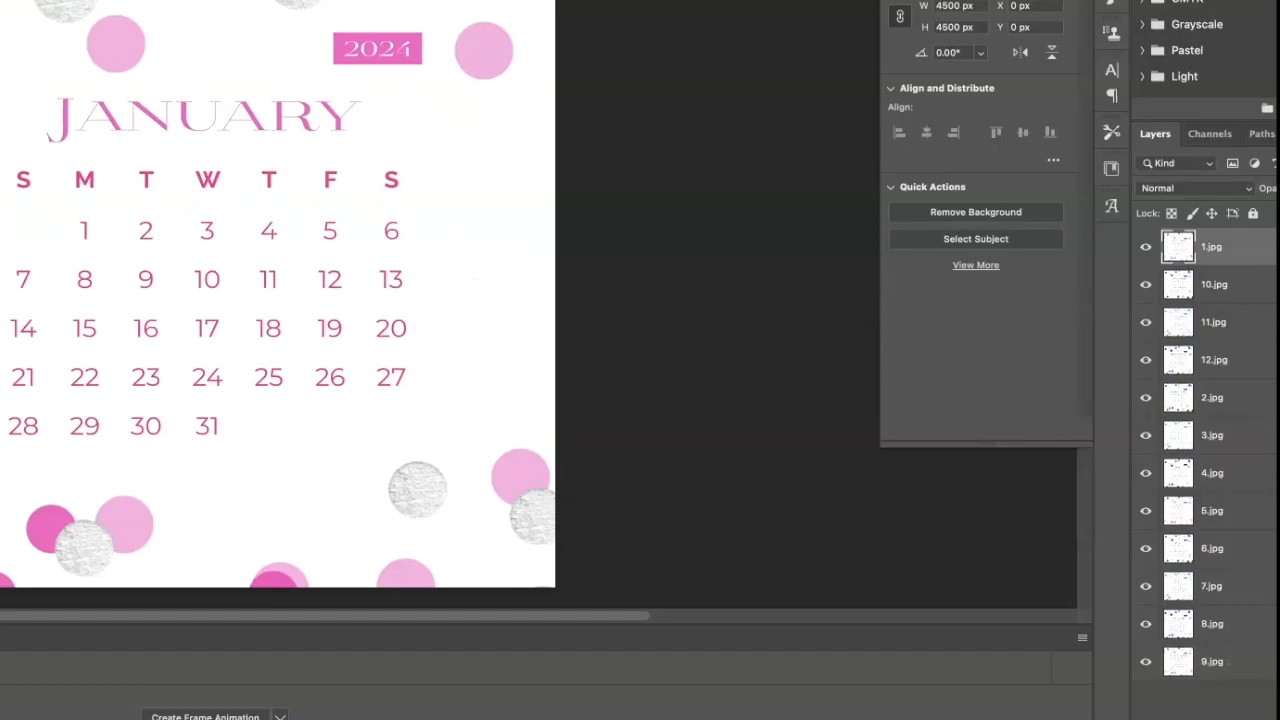 2024
JANUARY
S M T W T F S
1 2 3 4 5 6
7 8 9 10 11 12 13
14 15 16 17 18 19 20
21 22 23 24 25 26 27
28 29 30 31
W 4500 px X 0 px
H 4500 px Y 0 px
0.00°
Align and Distribute
Align:
Quick Actions
Remove Background
Select Subject
View More
Grayscale
Pastel
Light
Layers Channels Paths
Kind
Normal Opa
Lock:
1.jpg
10.jpg
11.jpg
12.jpg
2.jpg
3.jpg
4.jpg
5.jpg
6.jpg
7.jpg
8.jpg
9.jpg
Create Frame Animation